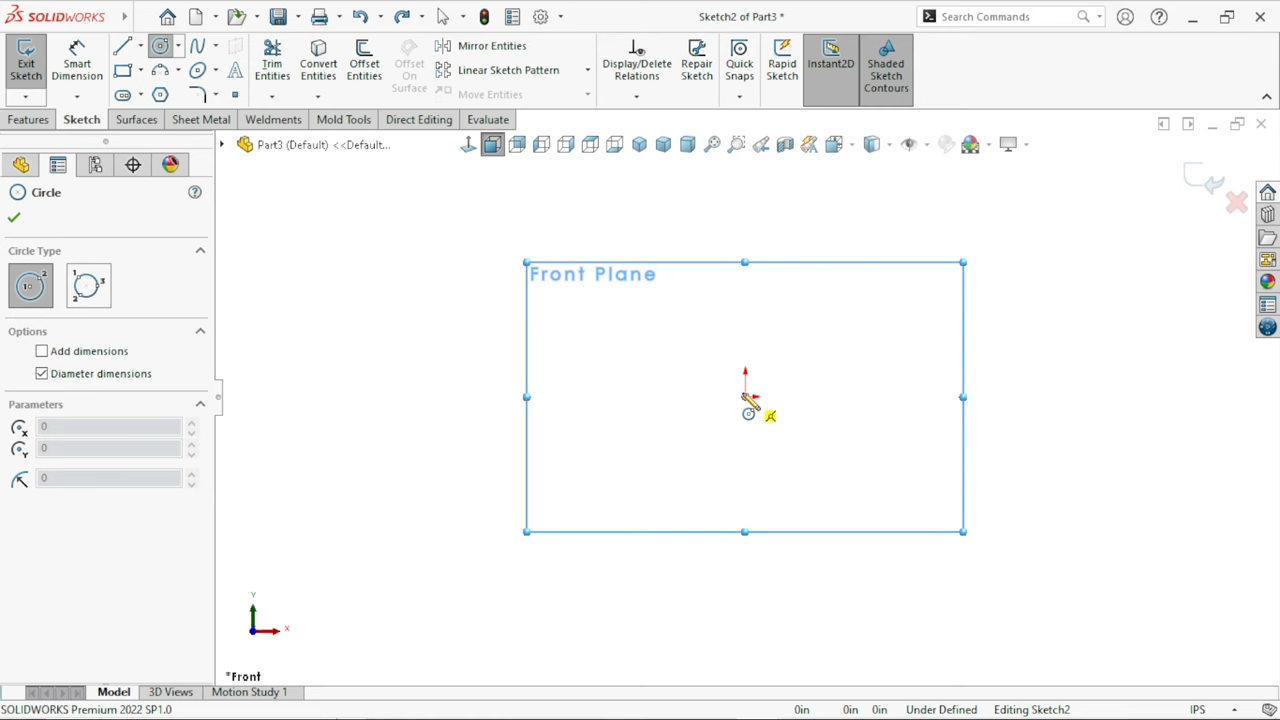 SOLIDWORKS
Sketch2 of Part3 *
Search Commands
Exit Sketch
Smart Dimension
Trim Entities
Convert Entities
Offset Entities
Offset On Surface
Mirror Entities
Linear Sketch Pattern
Move Entities
Display/Delete Relations
Repair Sketch
Quick Snaps
Rapid Sketch
Instant2D
Shaded Sketch Contours
Features
Sketch
Surfaces
Sheet Metal
Weldments
Mold Tools
Direct Editing
Evaluate
Part3 (Default) <<Default...
Circle
Circle Type
Options
Add dimensions
Diameter dimensions
Parameters
0
0
0
Front Plane
Y
X
*Front
Model
3D Views
Motion Study 1
SOLIDWORKS Premium 2022 SP1.0
0in
0in
0in
Under Defined
Editing Sketch2
IPS